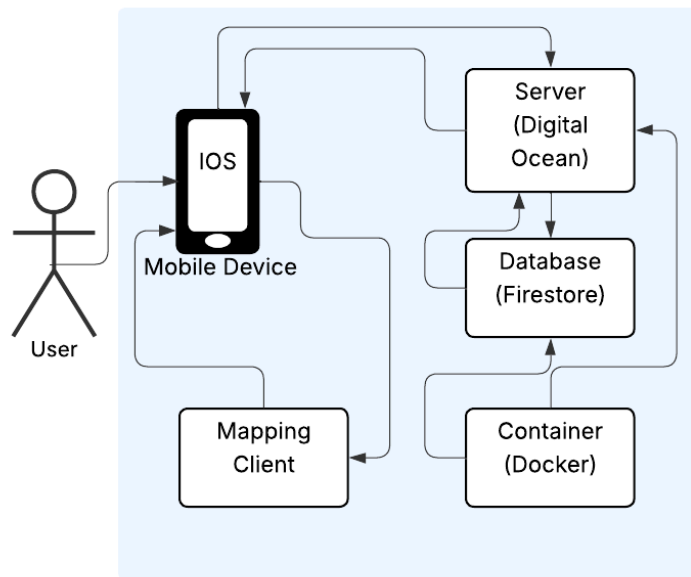 Server
(Digital
Ocean)
IOS
Mobile Device
Database
(Firestore)
User
Mapping
Client
Container
(Docker)